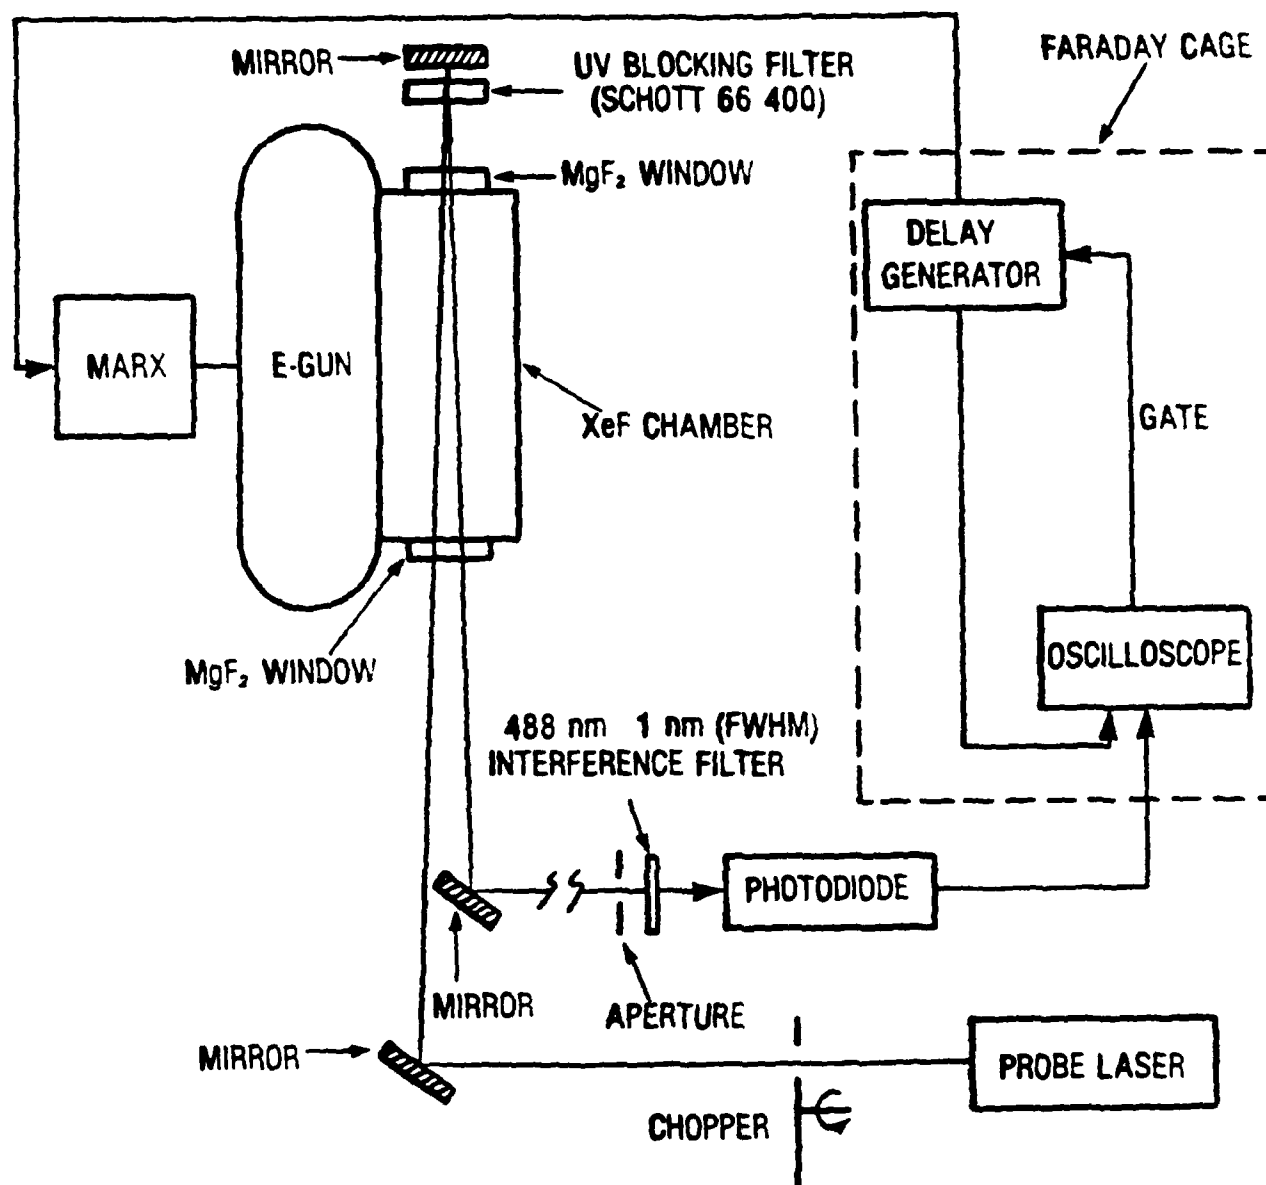 MIRROR
UV BLOCKING FILTER
(SCHOTT 66 400)
FARADAY CAGE
MgF₂ WINDOW
DELAY
GENERATOR
MARX
E-GUN
XeF CHAMBER
GATE
OSCILLOSCOPE
MgF₂ WINDOW
488 nm 1 nm (FWHM)
INTERFERENCE FILTER
PHOTODIODE
MIRROR
APERTURE
MIRROR
PROBE LASER
CHOPPER